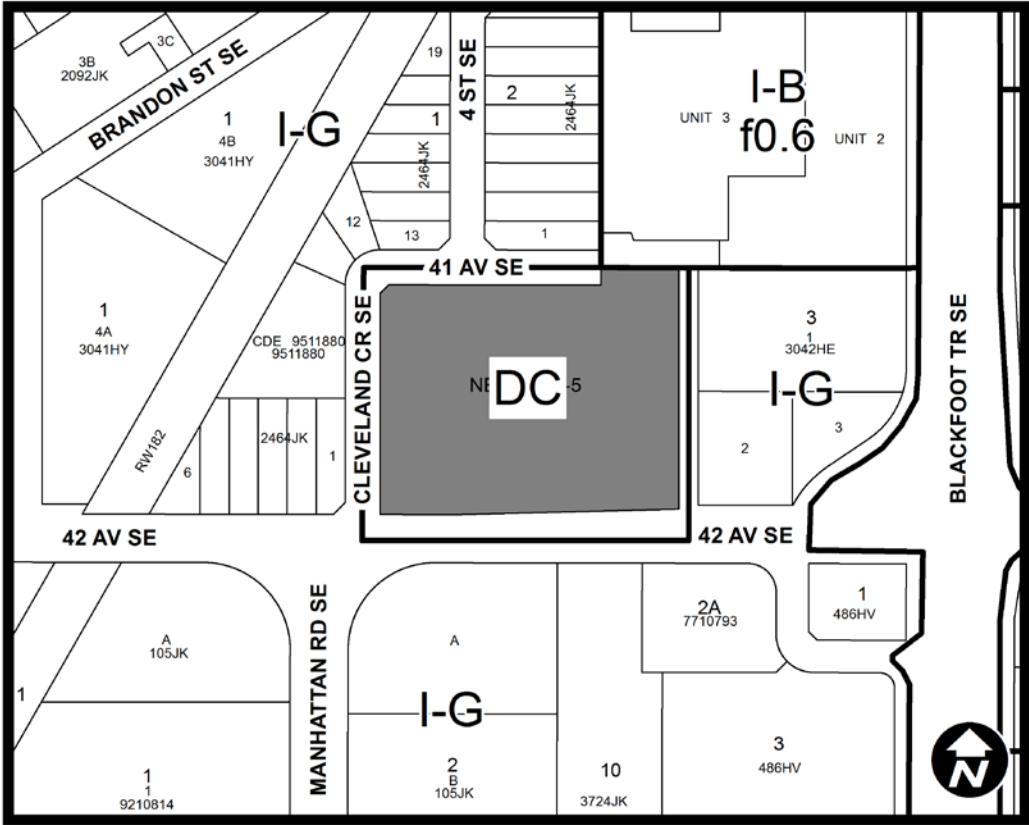 3C
3B
2092JK
BRANDON ST SE
1
4B
3041HY
I-G
19
1
2464JK
12
13
4 ST SE
2
2464JK
1
UNIT 3
I-B
f0.6
UNIT 2
41 AV SE
1
4A
3041HY
CDE 9511880
9511880
CLEVELAND CR SE
DC
-5
3
1
3042HE
I-G
2
3
BLACKFOOT TR SE
RW182
6
2464JK
1
42 AV SE
42 AV SE
MANHATTAN RD SE
A
105JK
1
A
I-G
2
B
105JK
1
1
9210814
10
3724JK
2A
7710793
1
486HV
3
486HV
N